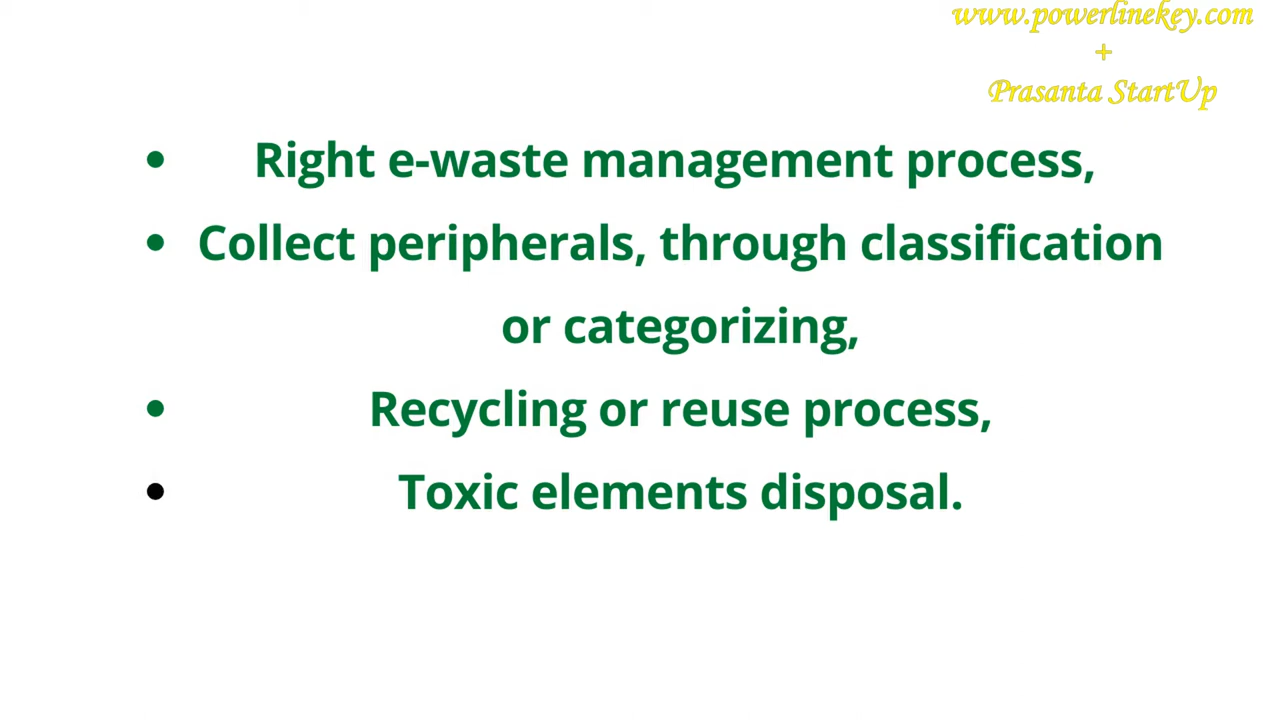 www.powerlinekey.com
+
Prasanta StartUp
• Right e-waste management process,
• Collect peripherals, through classification
or categorizing,
• Recycling or reuse process,
• Toxic elements disposal.